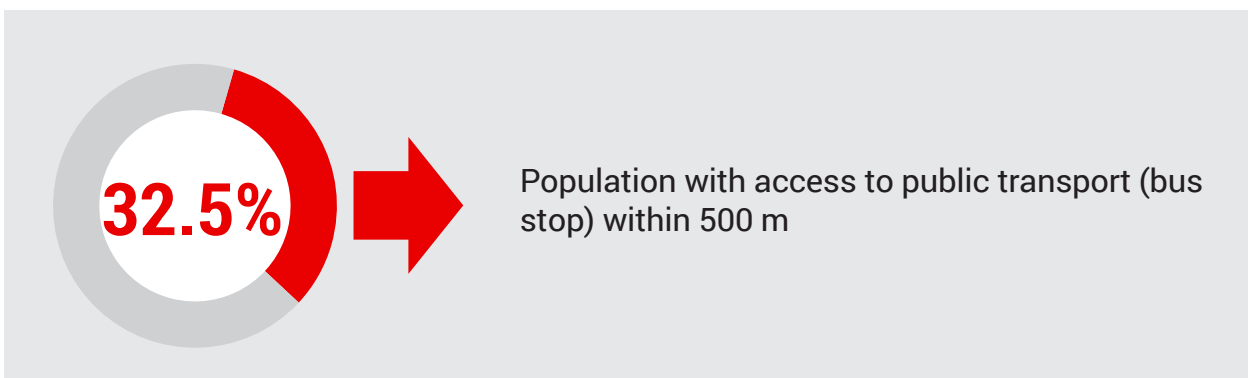 32.5%
Population with access to public transport (bus
stop) within 500 m